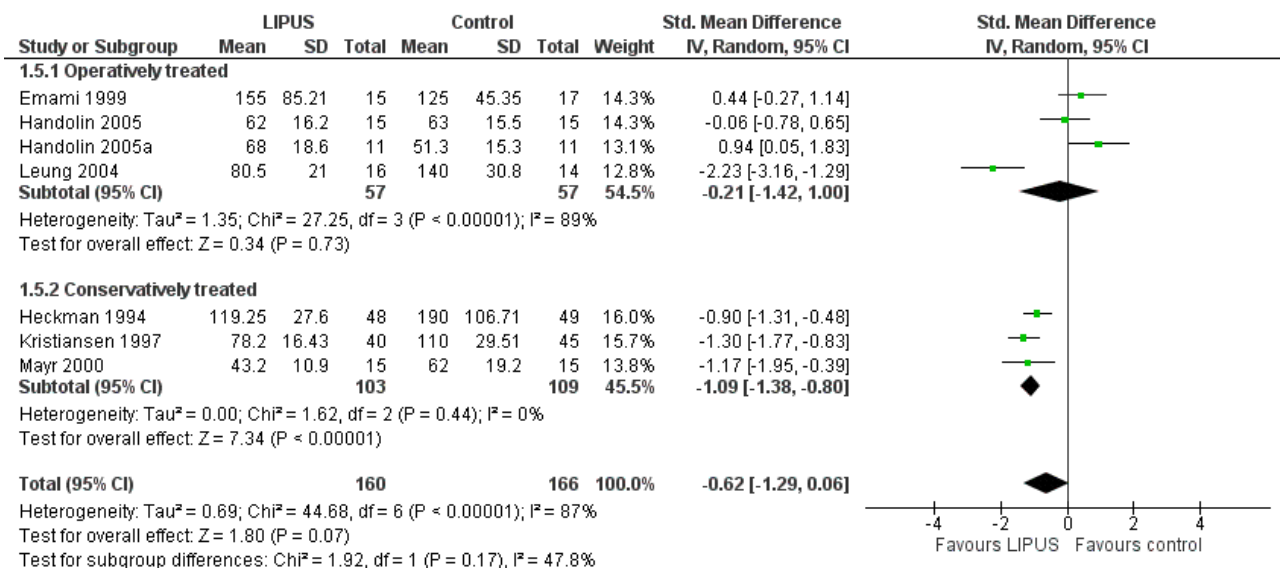 LIPUS Control Std. Mean Difference Std. Mean Difference
Study or Subgroup Mean SD Total Mean SD Total Weight IV, Random, 95% CI IV, Random, 95% CI
1.5.1 Operatively treated
Emami 1999 155 85.21 15 125 45.35 17 14.3% 0.44 [-0.27, 1.14]
Handolin 2005 62 16.2 15 63 15.5 15 14.3% -0.06 [-0.78, 0.65]
Handolin 2005a 68 18.6 11 51.3 15.3 11 13.1% 0.94 [0.05, 1.83]
Leung 2004 80.5 21 16 140 30.8 14 12.8% -2.23 [-3.16, -1.29]
Subtotal (95% CI) 57 57 54.5% -0.21 [-1.42, 1.00]
Heterogeneity: Tau² = 1.35; Chi² = 27.25, df = 3 (P < 0.00001); I² = 89%
Test for overall effect: Z = 0.34 (P = 0.73)
1.5.2 Conservatively treated
Heckman 1994 119.25 27.6 48 190 106.71 49 16.0% -0.90 [-1.31, -0.48]
Kristiansen 1997 78.2 16.43 40 110 29.51 45 15.7% -1.30 [-1.77, -0.83]
Mayr 2000 43.2 10.9 15 62 19.2 15 13.8% -1.17 [-1.95, -0.39]
Subtotal (95% CI) 103 109 45.5% -1.09 [-1.38, -0.80]
Heterogeneity: Tau² = 0.00; Chi² = 1.62, df = 2 (P = 0.44); I² = 0%
Test for overall effect: Z = 7.34 (P < 0.00001)
Total (95% CI) 160 166 100.0% -0.62 [-1.29, 0.06]
Heterogeneity: Tau² = 0.69; Chi² = 44.68, df = 6 (P < 0.00001); I² = 87%
Test for overall effect: Z = 1.80 (P = 0.07)
Test for subgroup differences: Chi² = 1.92, df = 1 (P = 0.17), I² = 47.8%
-4 -2 0 2 4
Favours LIPUS Favours control